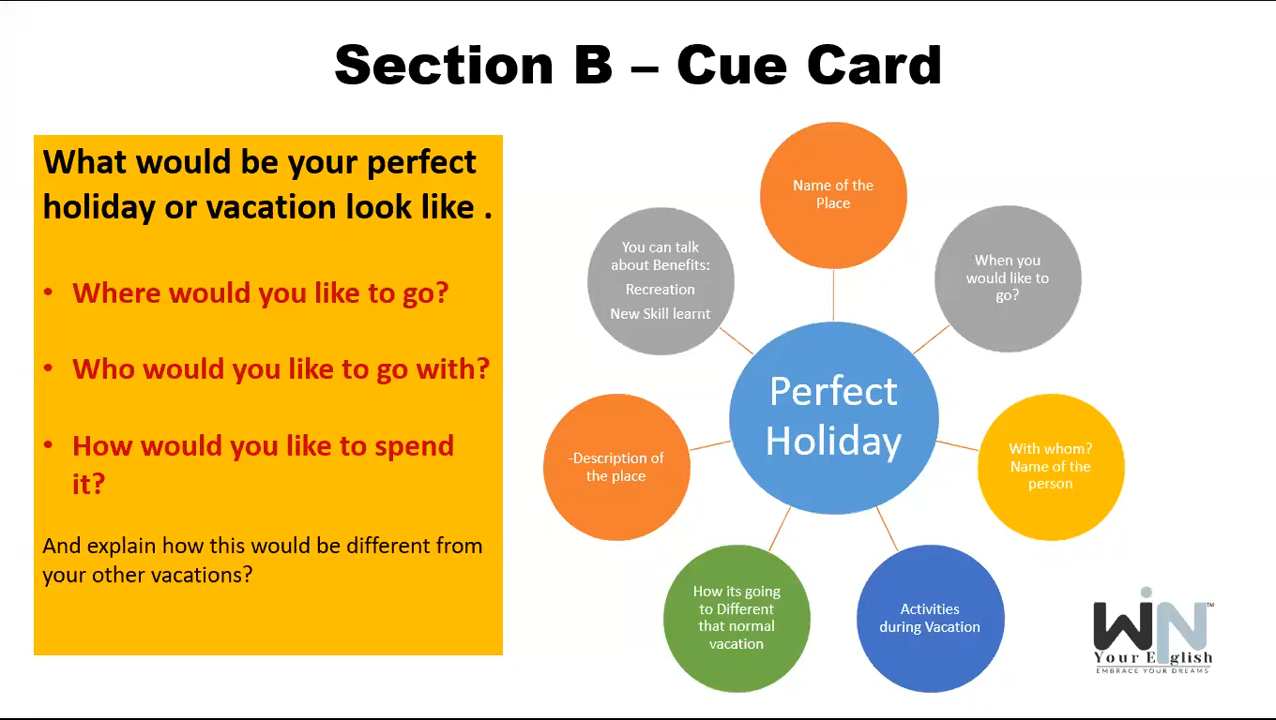 Section B – Cue Card
What would be your perfect
holiday or vacation look like .
• Where would you like to go?
• Who would you like to go with?
• How would you like to spend
it?
And explain how this would be different from
your other vacations?
Perfect
Holiday
Name of the
Place
When you
would like to
go?
With whom?
Name of the
person
Activities
during Vacation
How its going
to Different
that normal
vacation
-Description of
the place
You can talk
about Benefits:
Recreation
New Skill learnt
WiN™
Your English
EMBRACE YOUR DREAMS